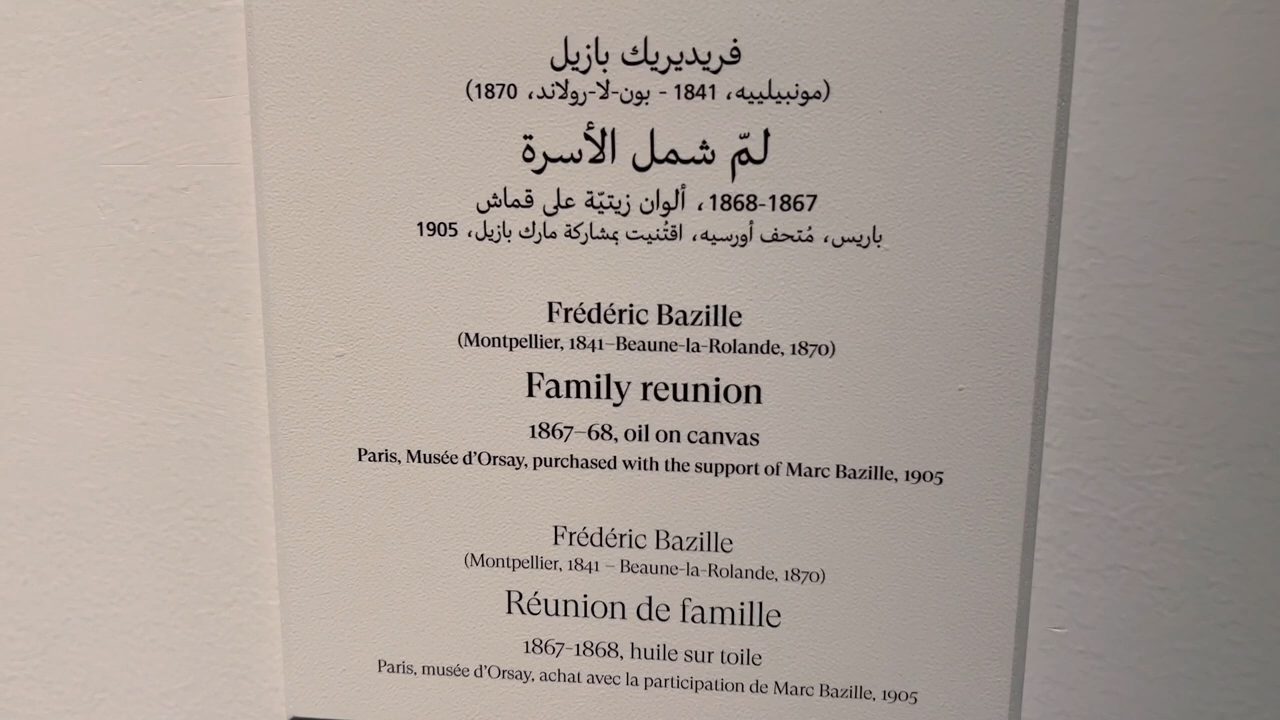 فريديريك بازيل
(مونبيلييه، 1841 - بون-لا-رولاند، 1870)
لمّ شمل الأسرة
1867-1868، ألوان زيتيّة على قماش
باريس، مُتحف أورسيه، اقتُنيت بمشاركة مارك بازيل، 1905
Frédéric Bazille
(Montpellier, 1841–Beaune-la-Rolande, 1870)
Family reunion
1867–68, oil on canvas
Paris, Musée d’Orsay, purchased with the support of Marc Bazille, 1905
Frédéric Bazille
(Montpellier, 1841 – Beaune-la-Rolande, 1870)
Réunion de famille
1867-1868, huile sur toile
Paris, musée d’Orsay, achat avec la participation de Marc Bazille, 1905